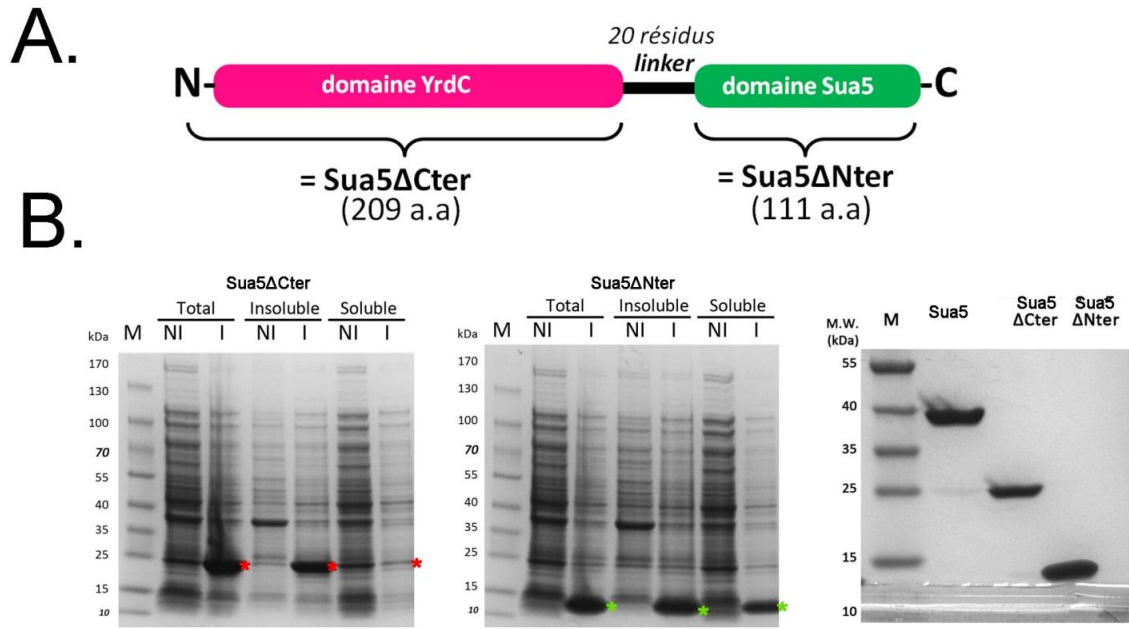 A.
20 résidus
linker
N- domaine YrdC domaine Sua5 -C
= Sua5ΔCter
(209 a.a)
= Sua5ΔNter
(111 a.a)
B.
Sua5ΔCter
Total Insoluble Soluble
kDa M NI I NI I NI I
170
130
100
70
55
40
35
25
15
10
*
*
*
Sua5ΔNter
Total Insoluble Soluble
kDa M NI I NI I NI I
170
130
100
70
55
40
35
25
15
10
*
*
*
M.W.
(kDa)
M Sua5
Sua5
ΔCter
Sua5
ΔNter
55
40
35
25
15
10